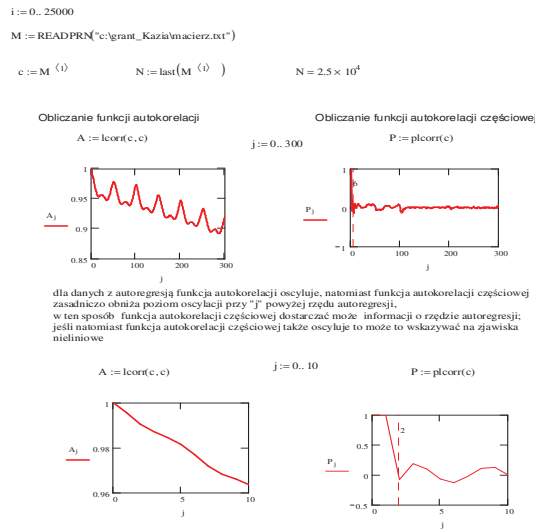 i := 0.. 25000
M := READPRN("c:\grant_Kazia\macierz.txt")
c := M ⟨1⟩ N := last(M ⟨1⟩ ) N = 2.5 × 10⁴
Obliczanie funkcji autokorelacji Obliczanie funkcji autokorelacji częściowej
A := lcorr(c, c) j := 0.. 300 P := plcorr(c)
1
0.95
0.9
0.85
A j
0 100 200 300
j
1
0
−1
6
P j
0 100 200 300
j
dla danych z autoregresją funkcja autokorelacji oscyluje, natomiast funkcja autokorelacji częściowej
zasadniczo obniża poziom oscylacji przy "j" powyżej rzędu autoregresji,
w ten sposób funkcja autokorelacji częściowej dostarczać może informacji o rzędzie autoregresji;
jeśli natomiast funkcja autokorelacji częściowej także oscyluje to może to wskazywać na zjawiska
nieliniowe
A := lcorr(c, c) j := 0.. 10 P := plcorr(c)
1
0.98
0.96
A j
0 5 10
j
1
0.5
0
−0.5
2
P j
0 5 10
j